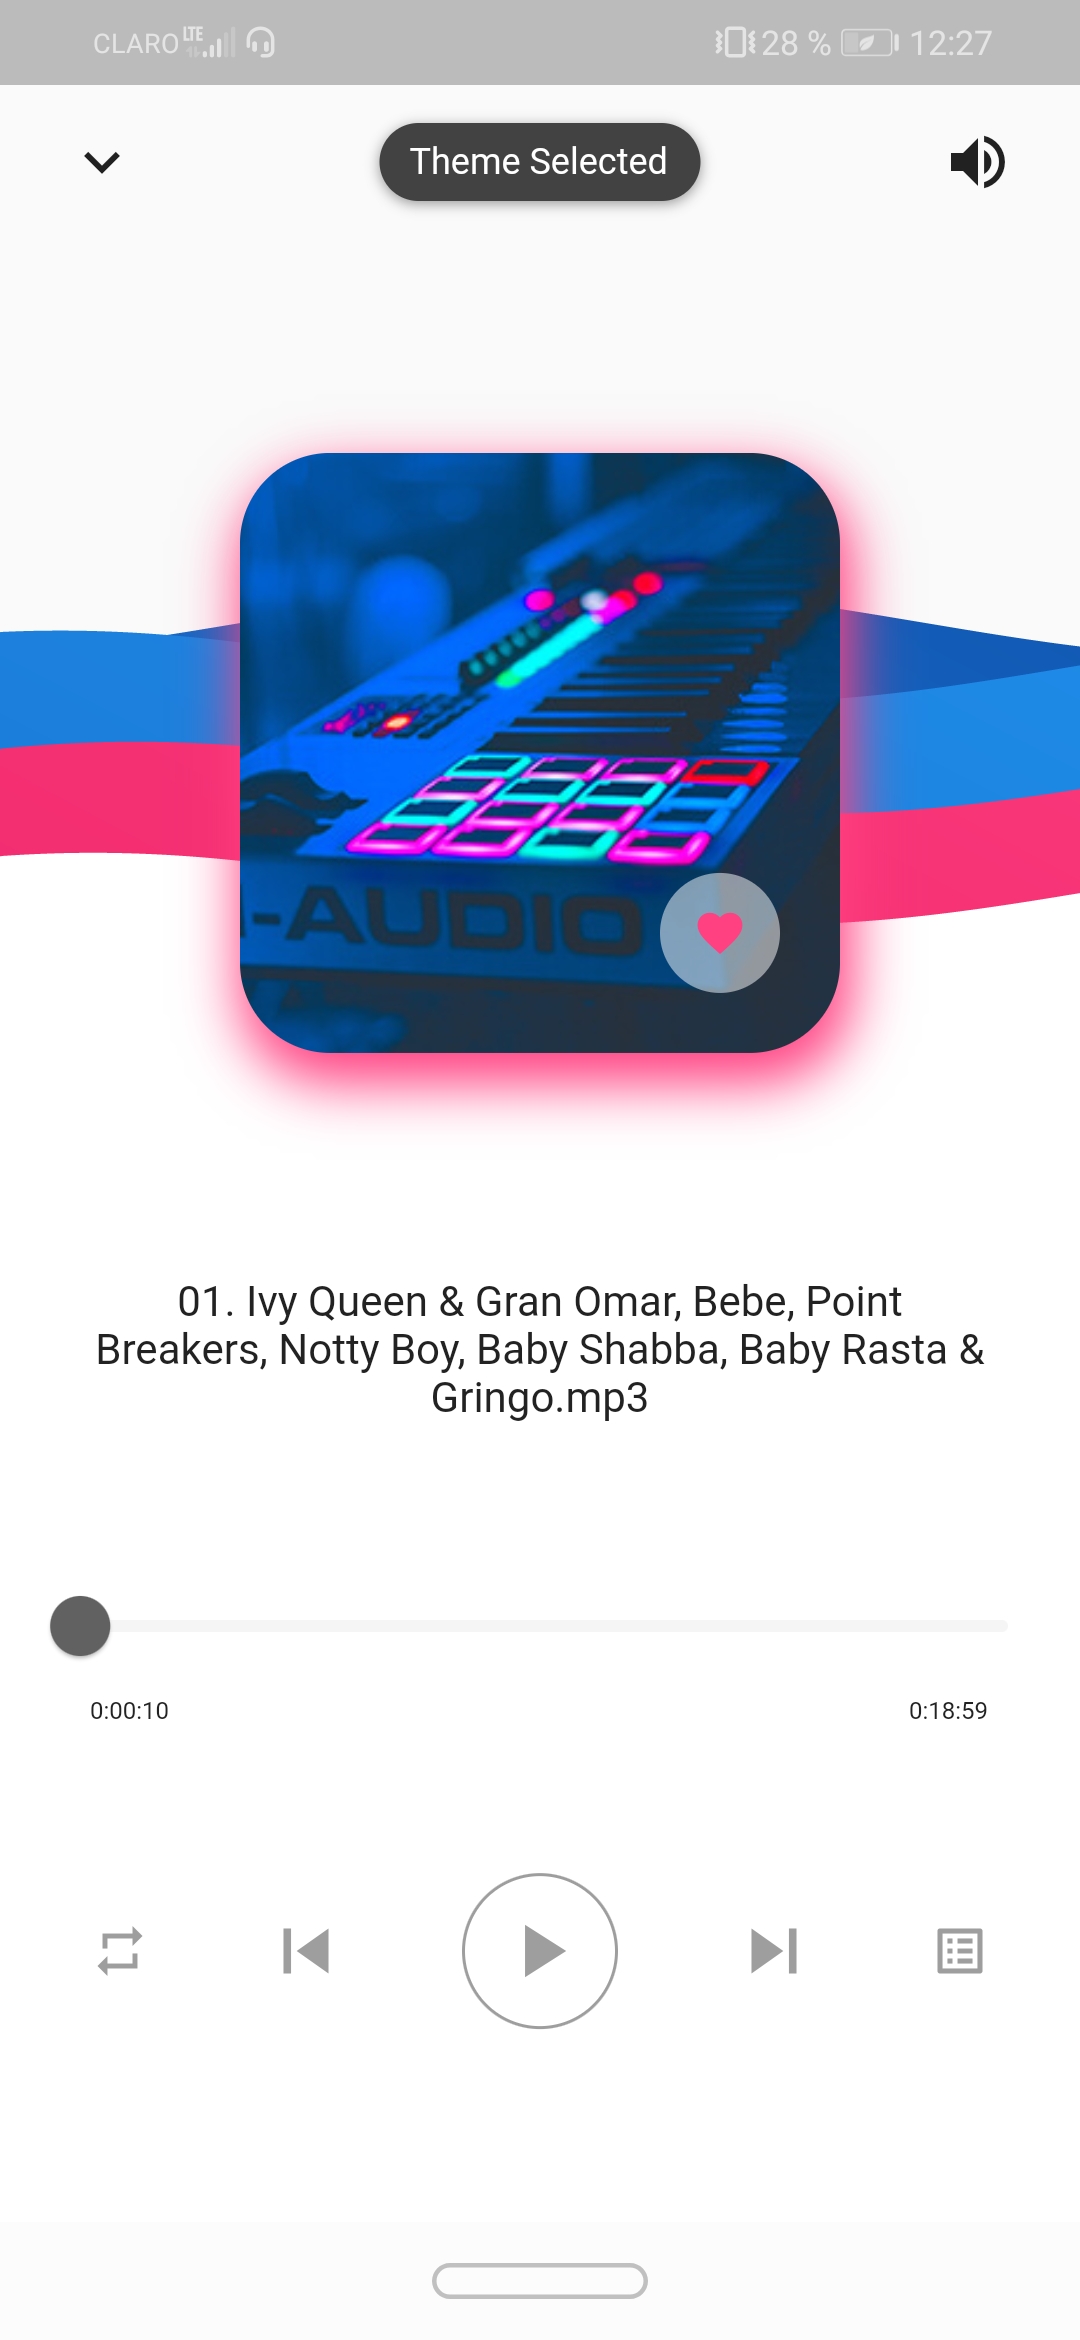 CLARO LTE 28 % 12:27
Theme Selected
-AUDIO
01. Ivy Queen & Gran Omar, Bebe, Point
Breakers, Notty Boy, Baby Shabba, Baby Rasta &
Gringo.mp3
0:00:10 0:18:59